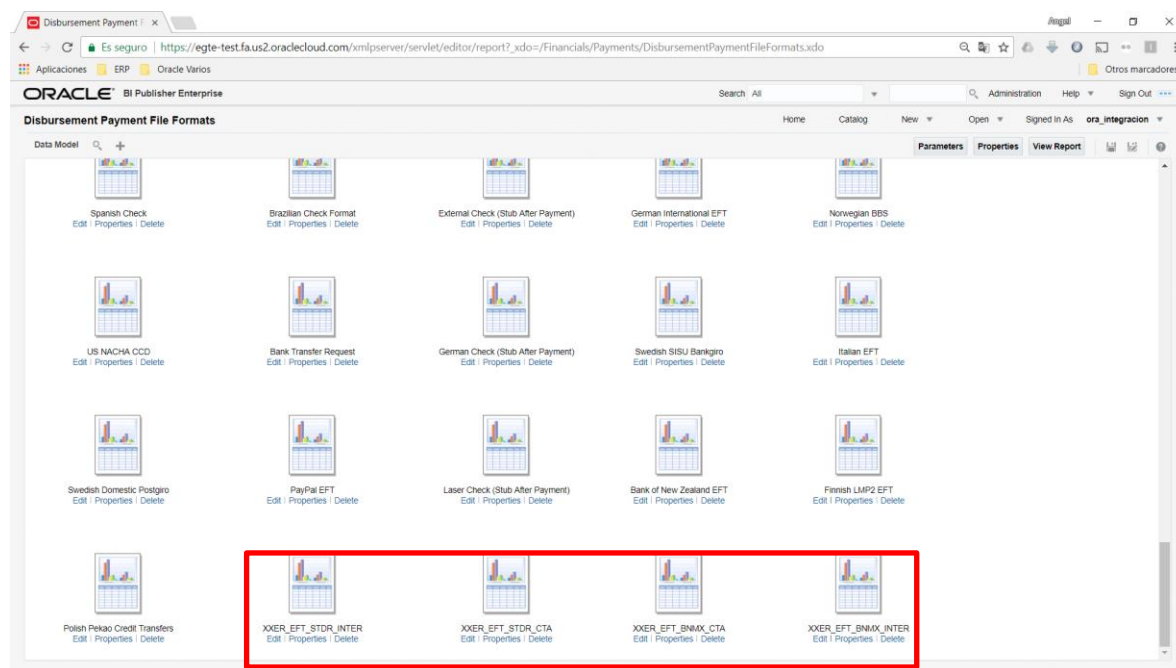 Disbursement Payment F
Angel
Es seguro | https://egte-test.fa.us2.oraclecloud.com/xmlpserver/servlet/editor/report?_xdo=/Financials/Payments/DisbursementPaymentFileFormats.xdo
Aplicaciones ERP Oracle Varios Otros marcadores
ORACLE BI Publisher Enterprise Search All Administration Help Sign Out
Disbursement Payment File Formats Home Catalog New Open Signed In As ora_integracion
Data Model Parameters Properties View Report
Spanish Check Brazilian Check Format External Check (Stub After Payment) German International EFT Norwegian BBS
Edit | Properties | Delete Edit | Properties | Delete Edit | Properties | Delete Edit | Properties | Delete Edit | Properties | Delete
US NACHA CCD Bank Transfer Request German Check (Stub After Payment) Swedish SISU Bankgiro Italian EFT
Edit | Properties | Delete Edit | Properties | Delete Edit | Properties | Delete Edit | Properties | Delete Edit | Properties | Delete
Swedish Domestic Postgiro PayPal EFT Laser Check (Stub After Payment) Bank of New Zealand EFT Finnish LMP2 EFT
Edit | Properties | Delete Edit | Properties | Delete Edit | Properties | Delete Edit | Properties | Delete Edit | Properties | Delete
Polish Pekao Credit Transfers XXER_EFT_STDR_INTER XXER_EFT_STDR_CTA XXER_EFT_BNMX_CTA XXER_EFT_BNMX_INTER
Edit | Properties | Delete Edit | Properties | Delete Edit | Properties | Delete Edit | Properties | Delete Edit | Properties | Delete